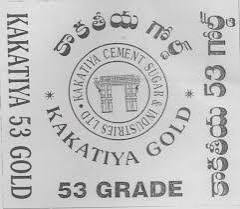 కాకతీయ గోల్డ్
KAKATIYA 53 GOLD
KAKATIYA CEMENT SUGAR & INDUSTRIES LTD
* KAKATIYA GOLD *
53 GRADE
కాకతీయ 53 గోల్డ్